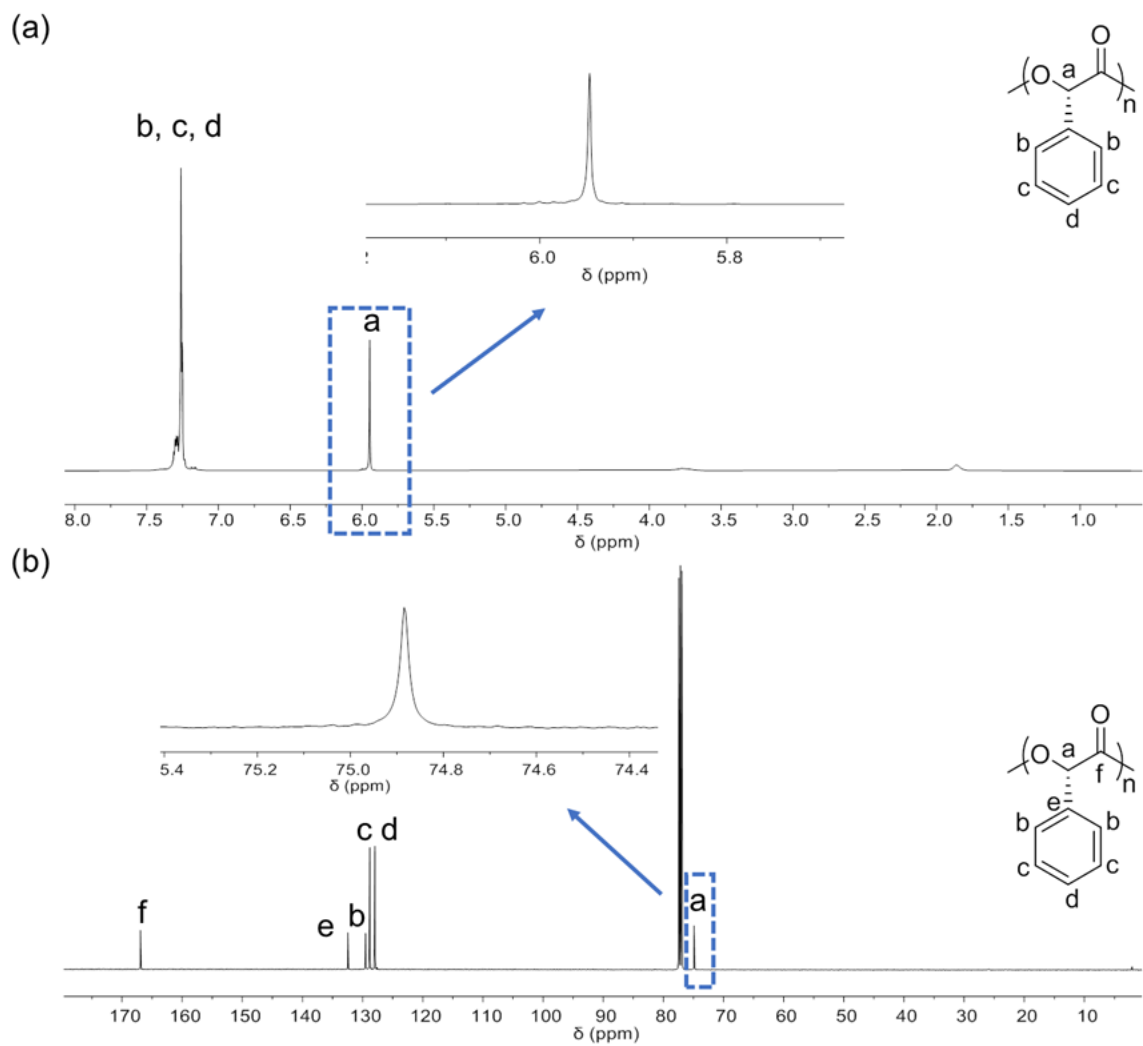 (a)
O
O
a
n
b
b
c
c
d
b, c, d
2
6.0
5.8
δ (ppm)
a
8.0 7.5 7.0 6.5 6.0 5.5 5.0 4.5 4.0 3.5 3.0 2.5 2.0 1.5 1.0
δ (ppm)
(b)
5.4 75.2 75.0 74.8 74.6 74.4
δ (ppm)
O
O
a
f
n
e
b
b
c
c
d
f
e
b
c d
a
170 160 150 140 130 120 110 100 90 80 70 60 50 40 30 20 10
δ (ppm)